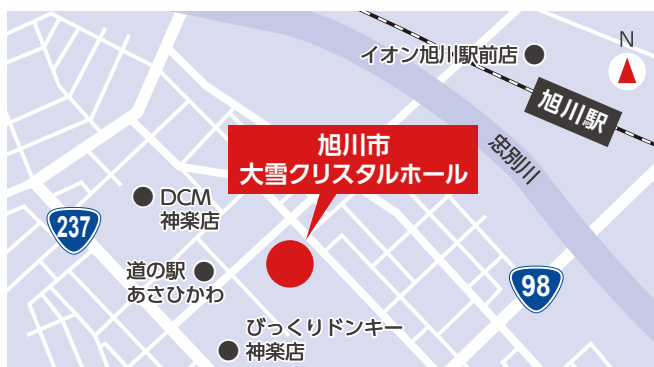 イオン旭川駅前店
N
旭川駅
忠別川
旭川市
大雪クリスタルホール
DCM
神楽店
237
道の駅
あさひかわ
98
びっくりドンキー
神楽店